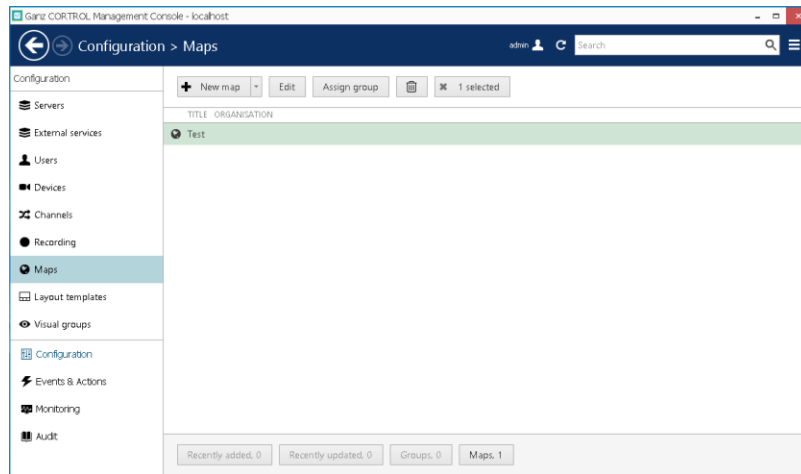 Ganz CORTROL Management Console - localhost
Configuration > Maps
admin
Search
Configuration
Servers
External services
Users
Devices
Channels
Recording
Maps
Layout templates
Visual groups
Configuration
Events & Actions
Monitoring
Audit
New map
Edit
Assign group
1 selected
TITLE ORGANISATION
Test
Recently added, 0
Recently updated, 0
Groups, 0
Maps, 1